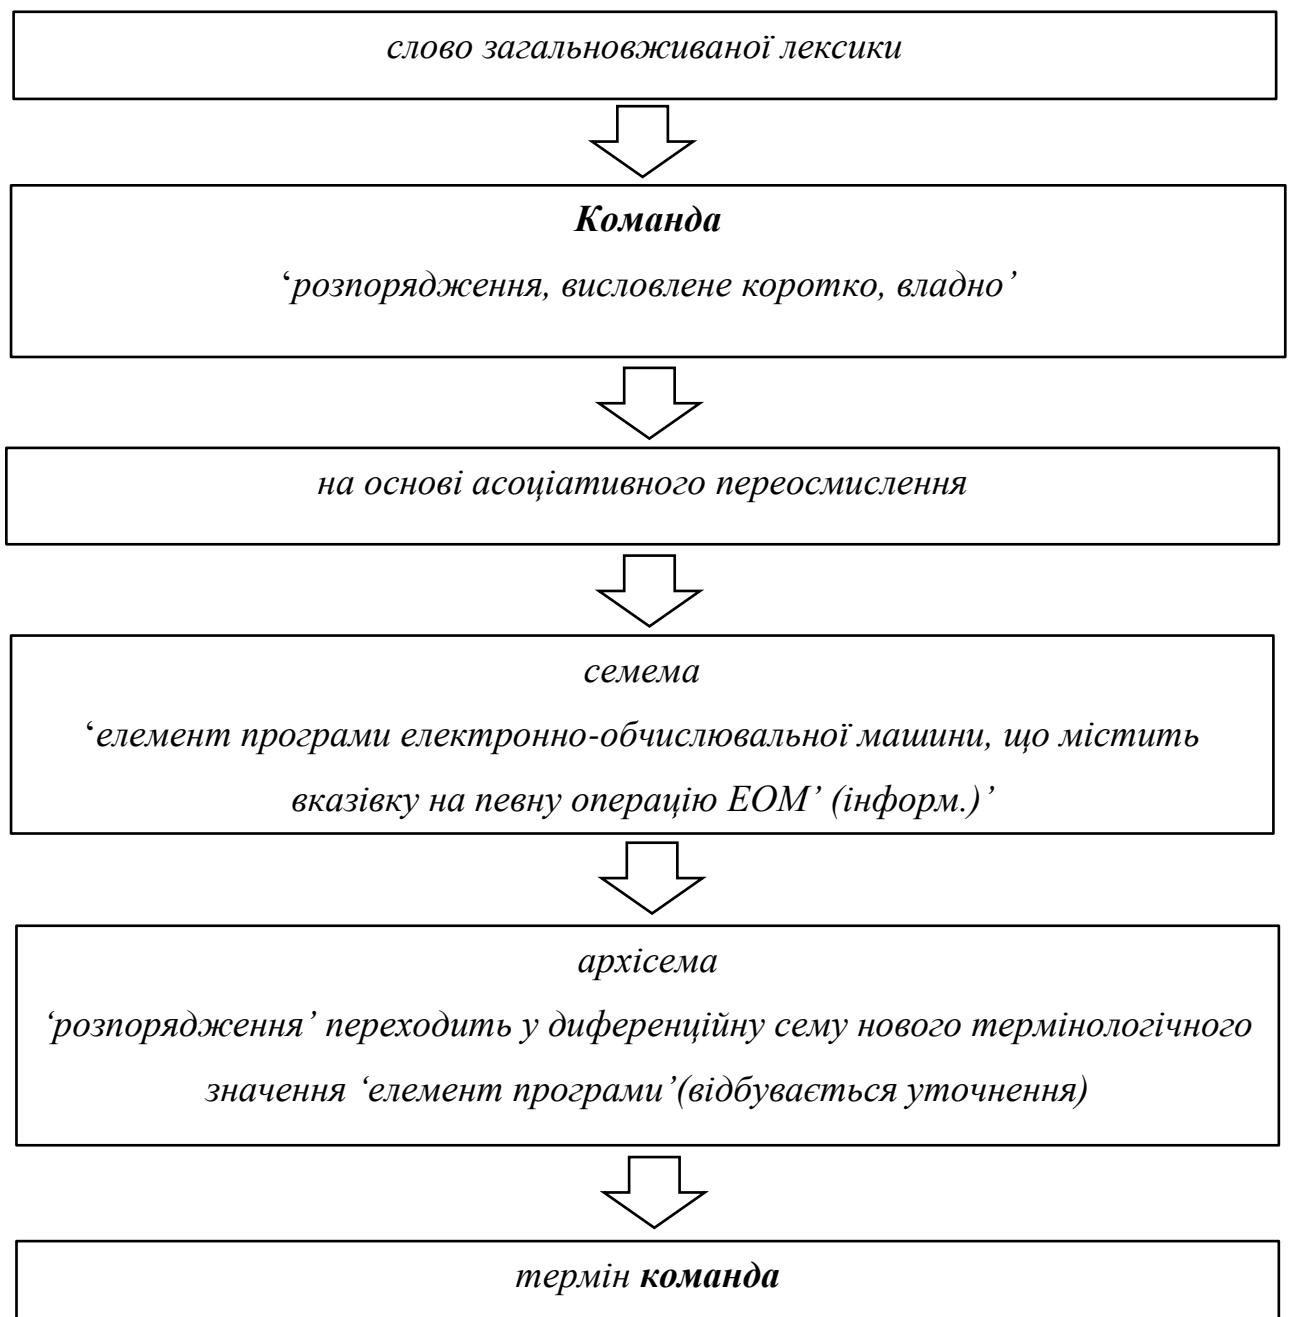 слово загальновживаної лексики
Команда
‘розпорядження, висловлене коротко, владно’
на основі асоціативного переосмислення
семема
‘елемент програми електронно-обчислювальної машини, що містить
вказівку на певну операцію ЕОМ’ (інформ.)’
архісема
‘розпорядження’ переходить у диференційну сему нового термінологічного
значення ‘елемент програми’(відбувається уточнення)
термін команда